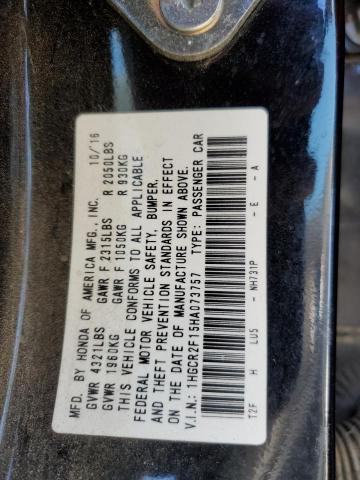 MFD. BY HONDA OF AMERICA MFG., INC. 10/16
GVWR 4321LBS GAWR F 2315LBS R 2050LBS
GVWR 1960KG GAWR F 1050KG R 930KG
THIS VEHICLE CONFORMS TO ALL APPLICABLE
FEDERAL MOTOR VEHICLE SAFETY, BUMPER,
AND THEFT PREVENTION STANDARDS IN EFFECT
ON THE DATE OF MANUFACTURE SHOWN ABOVE.
V.I.N.: 1HGCR2F15HA073757 TYPE: PASSENGER CAR
T2F H LU5 - NH731P - E - A